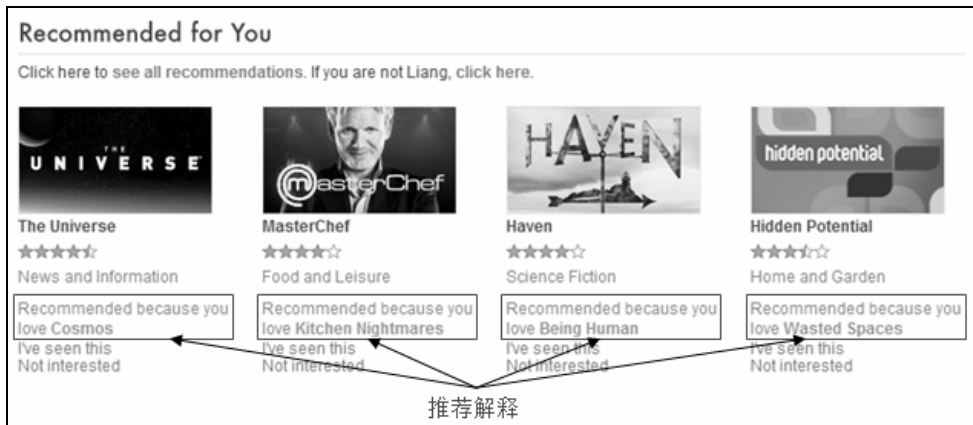 Recommended for You
Click here to see all recommendations. If you are not Liang, click here.
THE
UNIVERSE
MasterChef
HAVEN
hidden potential
The Universe
MasterChef
Haven
Hidden Potential
News and Information
Food and Leisure
Science Fiction
Home and Garden
Recommended because you
love Cosmos
Recommended because you
love Kitchen Nightmares
Recommended because you
love Being Human
Recommended because you
love Wasted Spaces
I've seen this
Not interested
I've seen this
Not interested
I've seen this
Not interested
I've seen this
Not interested
推荐解释